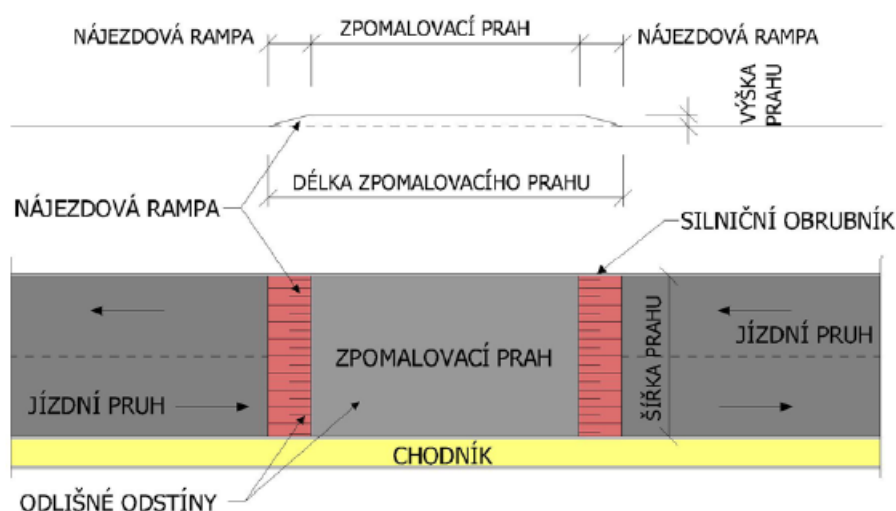 NÁJEZDOVÁ RAMPA
ZPOMALOVACÍ PRAH
NÁJEZDOVÁ RAMPA
VÝŠKA
PRAHU
DÉLKA ZPOMALOVACÍHO PRAHU
NÁJEZDOVÁ RAMPA
SILNIČNÍ OBRUBNÍK
ŠÍŘKA PRAHU
JÍZDNÍ PRUH
ZPOMALOVACÍ PRAH
JÍZDNÍ PRUH
CHODNÍK
ODLIŠNÉ ODSTÍNY